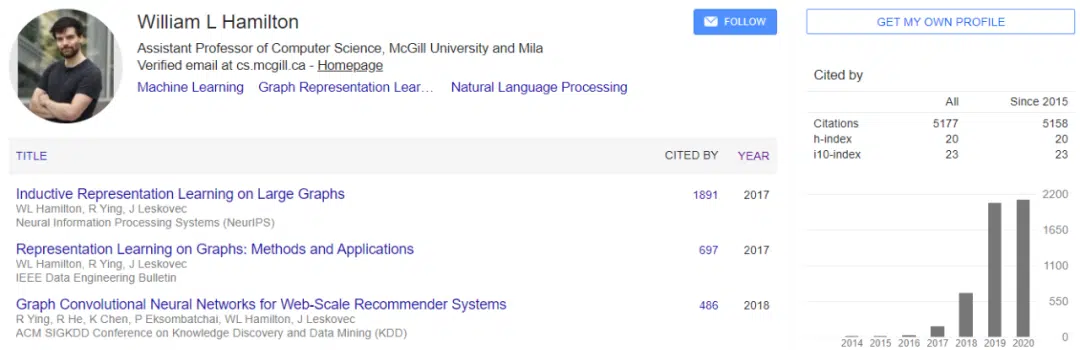 William L Hamilton
Assistant Professor of Computer Science, McGill University and Mila
Verified email at cs.mcgill.ca - Homepage
Machine Learning Graph Representation Lear... Natural Language Processing
FOLLOW
TITLE CITED BY YEAR
Inductive Representation Learning on Large Graphs 1891 2017
WL Hamilton, R Ying, J Leskovec
Neural Information Processing Systems (NeurIPS)
Representation Learning on Graphs: Methods and Applications 697 2017
WL Hamilton, R Ying, J Leskovec
IEEE Data Engineering Bulletin
Graph Convolutional Neural Networks for Web-Scale Recommender Systems 486 2018
R Ying, R He, K Chen, P Eksombatchai, WL Hamilton, J Leskovec
ACM SIGKDD Conference on Knowledge Discovery and Data Mining (KDD)
GET MY OWN PROFILE
Cited by
All Since 2015
Citations 5177 5158
h-index 20 20
i10-index 23 23
2200
1650
1100
550
0
2014 2015 2016 2017 2018 2019 2020